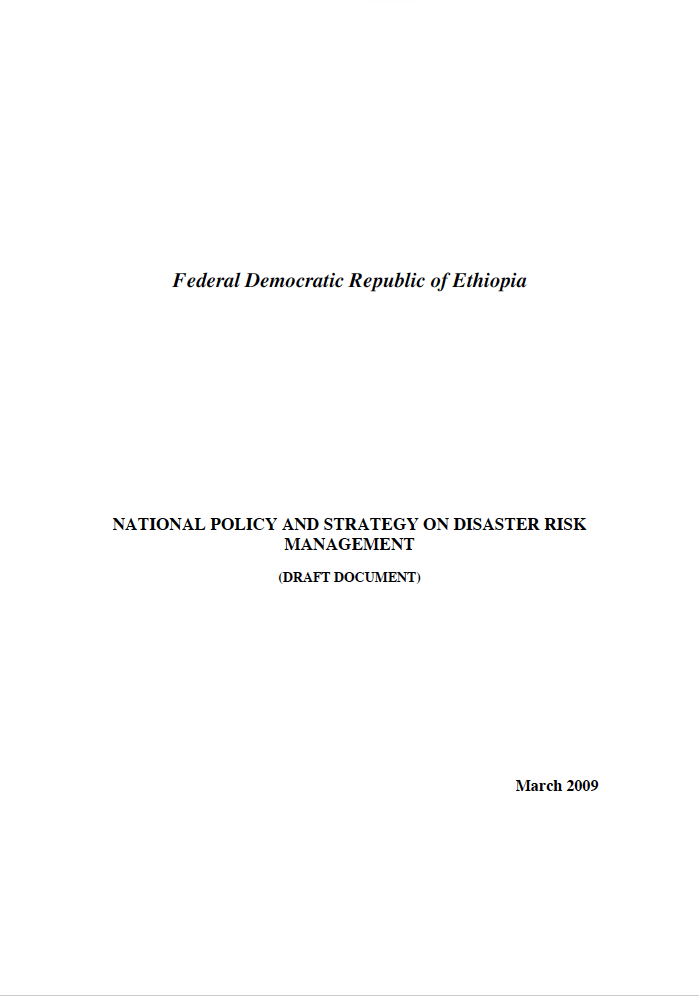 Federal Democratic Republic of Ethiopia
NATIONAL POLICY AND STRATEGY ON DISASTER RISK
MANAGEMENT
(DRAFT DOCUMENT)
March 2009